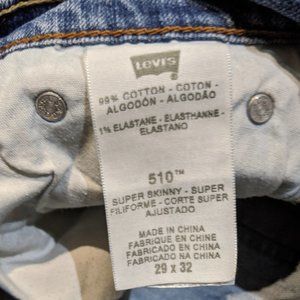 Levi's
99% COTTON - COTON -
ALGODÓN - ALGODÃO
1% ELASTANE - ELASTHANNE -
ELASTANO
510™
SUPER SKINNY - SUPER
FILIFORME - CORTE SUPER
AJUSTADO
MADE IN CHINA
FABRIQUE EN CHINE
FABRICADO EN CHINA
FABRICADO NA CHINA
29 x 32